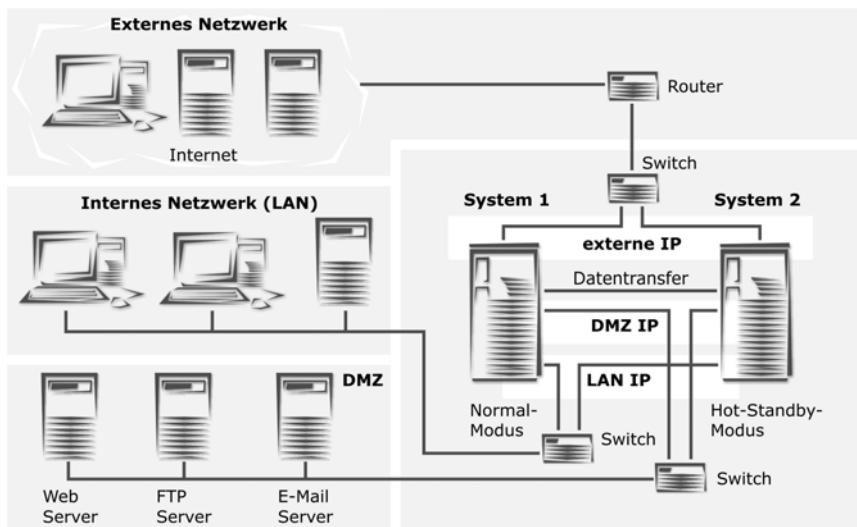 Externes Netzwerk
Internet
Router
Switch
Internes Netzwerk (LAN)
System 1
System 2
externe IP
Datentransfer
DMZ IP
LAN IP
Normal-
Modus
Hot-Standby-
Modus
Switch
Switch
DMZ
Web
Server
FTP
Server
E-Mail
Server